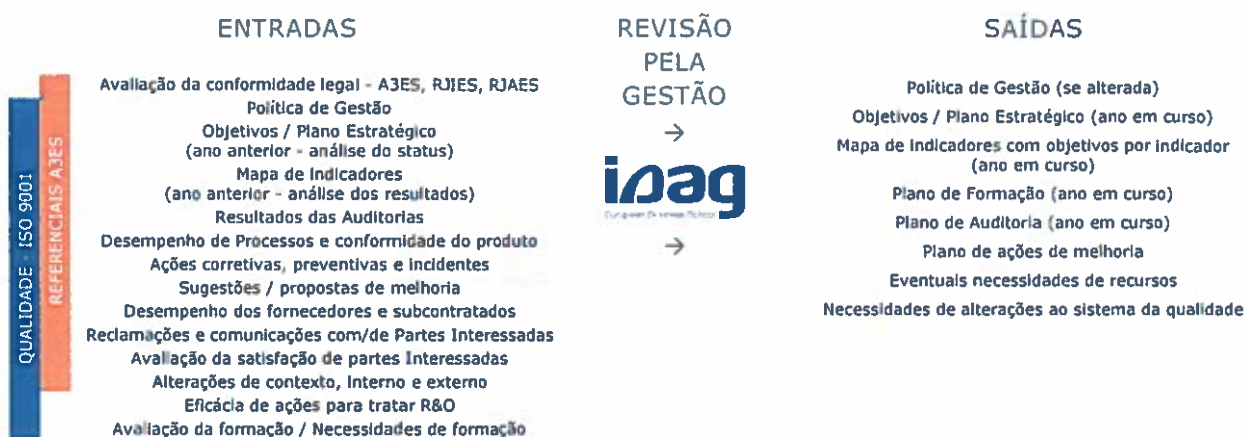 ENTRADAS
Avaliação da conformidade legal - A3ES, RJIES, RJAES
Política de Gestão
Objetivos / Plano Estratégico
(ano anterior - análise do status)
Mapa de Indicadores
(ano anterior - análise dos resultados)
Resultados das Auditorias
Desempenho de Processos e conformidade do produto
Ações corretivas, preventivas e incidentes
Sugestões / propostas de melhoria
Desempenho dos fornecedores e subcontratados
Reclamações e comunicações com/de Partes Interessadas
Avaliação da satisfação de partes Interessadas
Alterações de contexto, Interno e externo
Eficácia de ações para tratar R&O
Avaliação da formação / Necessidades de formação
QUALIDADE - ISO 9001
REFERENCIAIS A3ES
REVISÃO
PELA
GESTÃO
→
ipag
European Business School
→
SAÍDAS
Política de Gestão (se alterada)
Objetivos / Plano Estratégico (ano em curso)
Mapa de Indicadores com objetivos por indicador
(ano em curso)
Plano de Formação (ano em curso)
Plano de Auditoria (ano em curso)
Plano de ações de melhoria
Eventuais necessidades de recursos
Necessidades de alterações ao sistema da qualidade